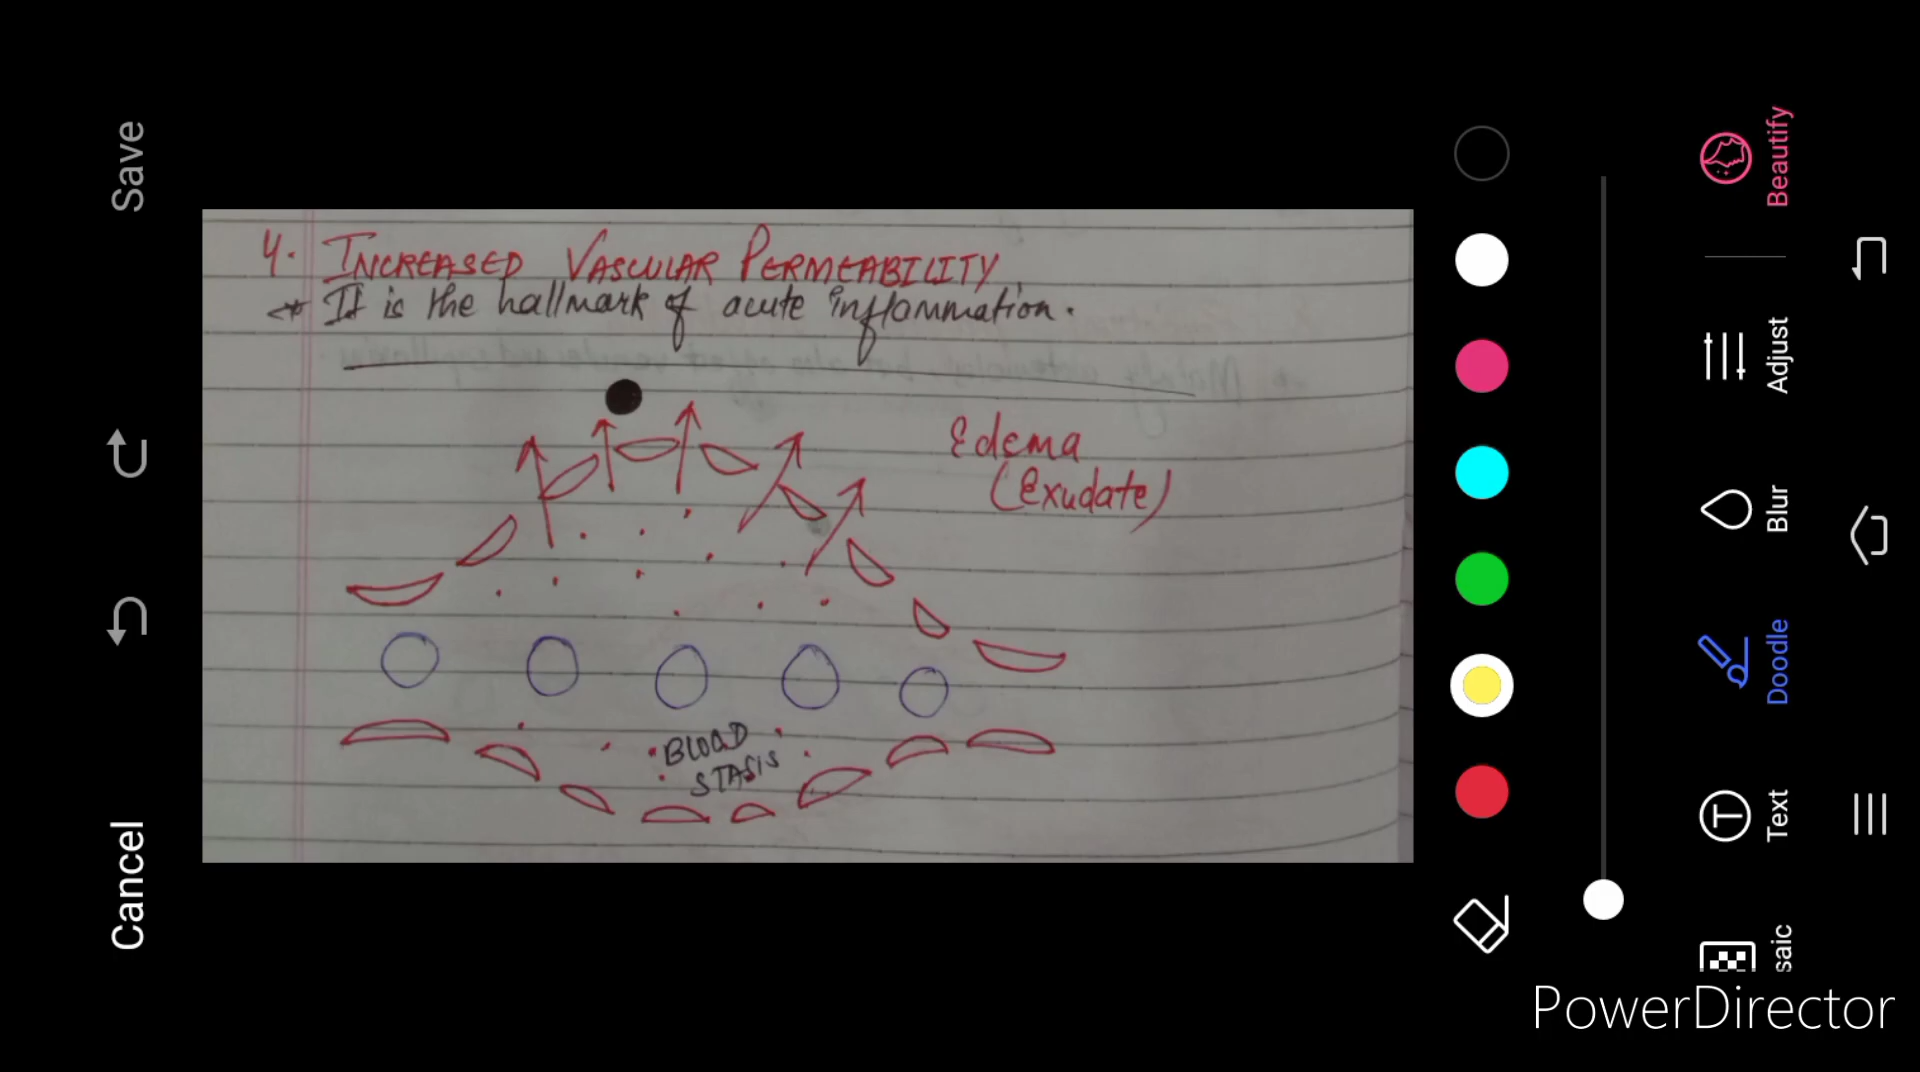 Save
Cancel
4. INCREASED VASCULAR PERMEABILITY
It is the hallmark of acute inflammation.
Edema
(Exudate)
BLOOD
STASIS
Beautify
Adjust
Blur
Doodle
T
Text
saic
PowerDirector